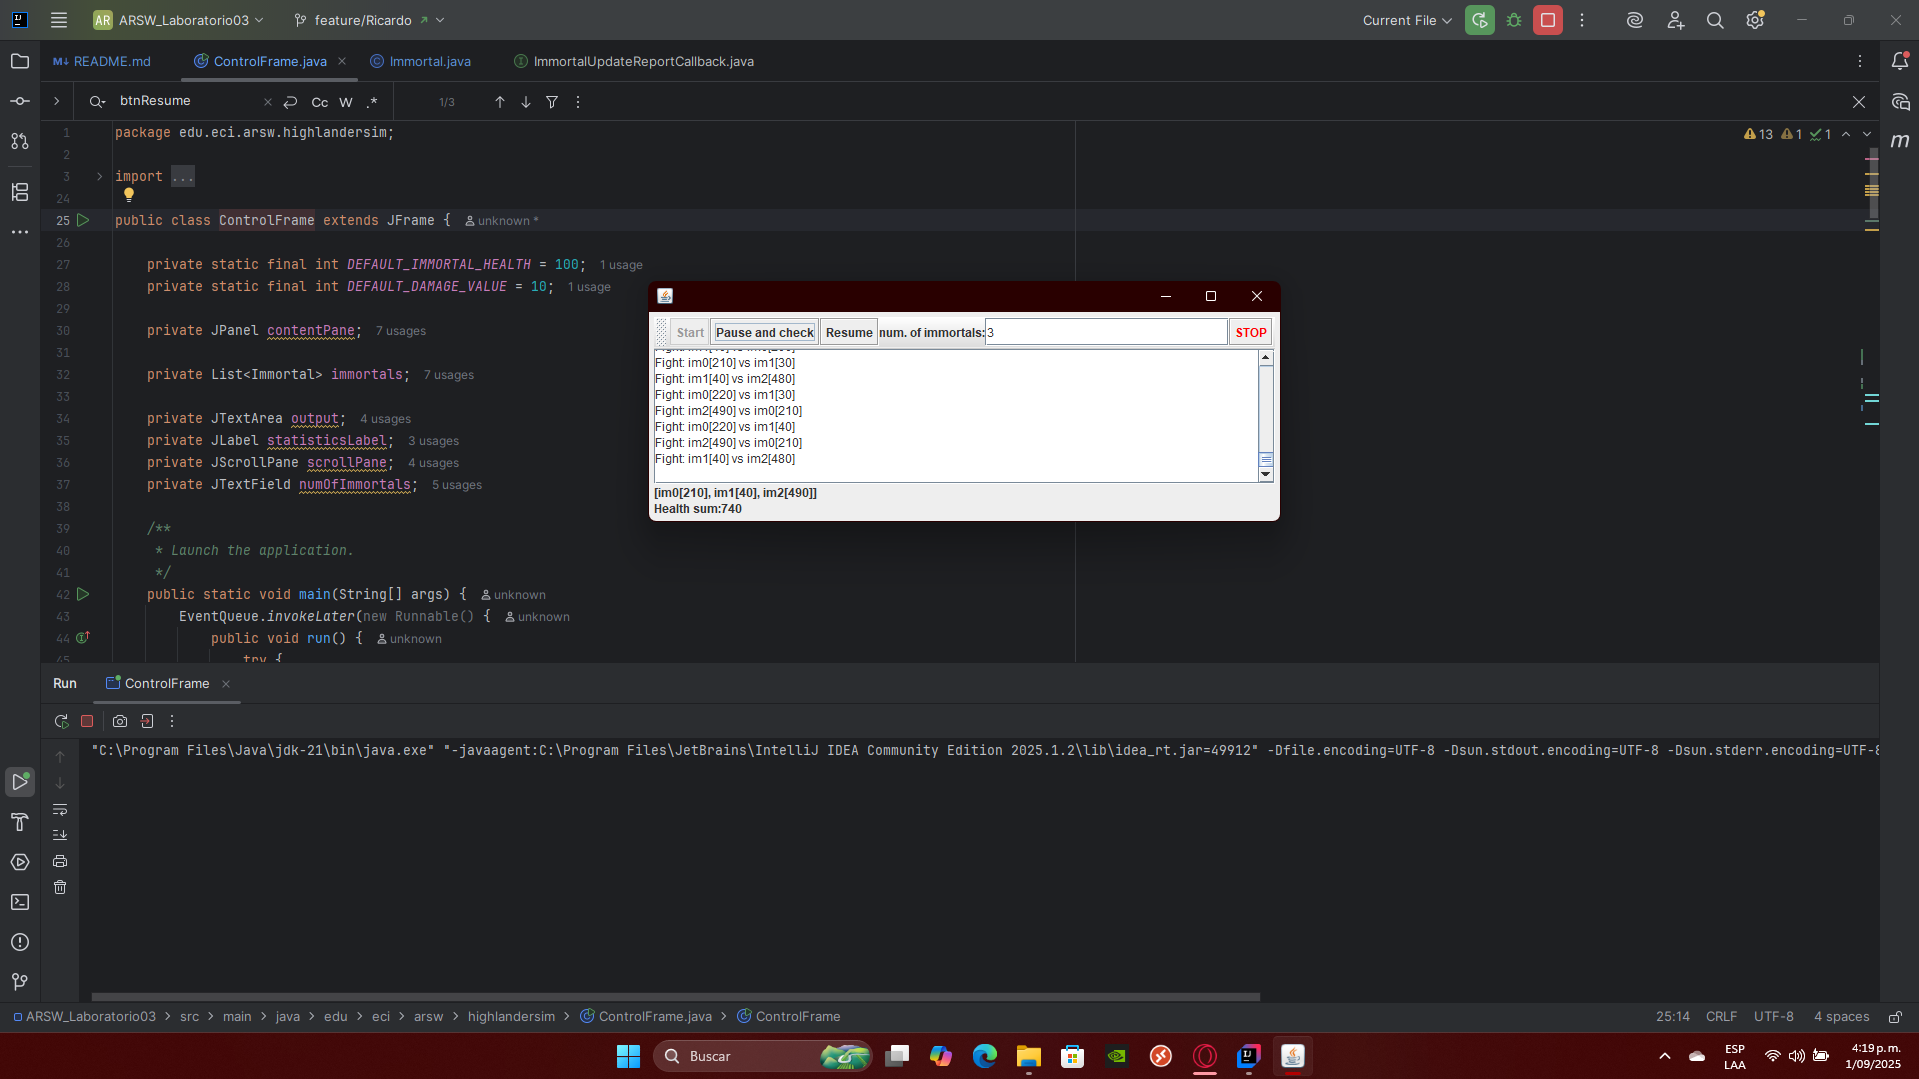 AR ARSW_Laboratorio03 feature/Ricardo Current File
README.md ControlFrame.java Immortal.java ImmortalUpdateReportCallback.java
btnResume Cc W .* 1/3
1 package edu.eci.arsw.highlandersim; 13 1 1
2
3 import ...
24
25 public class ControlFrame extends JFrame { unknown *
26
27 private static final int DEFAULT_IMMORTAL_HEALTH = 100; 1 usage
28 private static final int DEFAULT_DAMAGE_VALUE = 10; 1 usage
29
30 private JPanel contentPane; 7 usages
31
32 private List<Immortal> immortals; 7 usages
33
34 private JTextArea output; 4 usages
35 private JLabel statisticsLabel; 3 usages
36 private JScrollPane scrollPane; 4 usages
37 private JTextField numOfImmortals; 5 usages
38
39 /**
40 * Launch the application.
41 */
42 public static void main(String[] args) { unknown
43 EventQueue.invokeLater(new Runnable() { unknown
44 public void run() { unknown
45 try {
Start Pause and check Resume num. of immortals: 3 STOP
Fight: im0[210] vs im1[30]
Fight: im1[40] vs im2[480]
Fight: im0[220] vs im1[30]
Fight: im2[490] vs im0[210]
Fight: im0[220] vs im1[40]
Fight: im2[490] vs im0[210]
Fight: im1[40] vs im2[480]
[im0[210], im1[40], im2[490]]
Health sum:740
Run ControlFrame
"C:\Program Files\Java\jdk-21\bin\java.exe" "-javaagent:C:\Program Files\JetBrains\IntelliJ IDEA Community Edition 2025.1.2\lib\idea_rt.jar=49912" -Dfile.encoding=UTF-8 -Dsun.stdout.encoding=UTF-8 -Dsun.stderr.encoding=UTF-8
ARSW_Laboratorio03 > src > main > java > edu > eci > arsw > highlandersim > ControlFrame.java > ControlFrame 25:14 CRLF UTF-8 4 spaces
Buscar
ESP
LAA
4:19 p. m.
1/09/2025